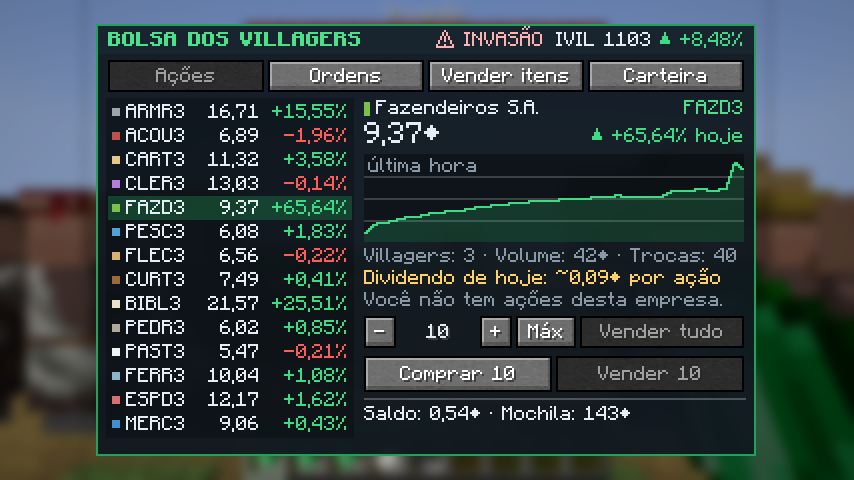 BOLSA DOS VILLAGERS
⚠ INVASÃO IVIL 1103 ▲ +8,48%
Ações Ordens Vender itens Carteira
ARMR3 16,71 +15,55%
ACOU3 6,89 -1,96%
CART3 11,32 +3,58%
CLER3 13,03 -0,14%
FAZD3 9,37 +65,64%
PESC3 6,08 +1,83%
FLEC3 6,56 -0,22%
CURT3 7,49 +0,41%
BIBL3 21,57 +25,51%
PEDR3 6,02 +0,85%
PAST3 5,47 -0,21%
FERR3 10,04 +1,08%
ESPD3 12,17 +1,62%
MERC3 9,06 +0,43%
Fazendeiros S.A. FAZD3
9,37◆ ▲ +65,64% hoje
última hora
Villagers: 3 · Volume: 42◆ · Trocas: 40
Dividendo de hoje: ~0,09◆ por ação
Você não tem ações desta empresa.
- 10 + Máx Vender tudo
Comprar 10 Vender 10
Saldo: 0,54◆ · Mochila: 143◆